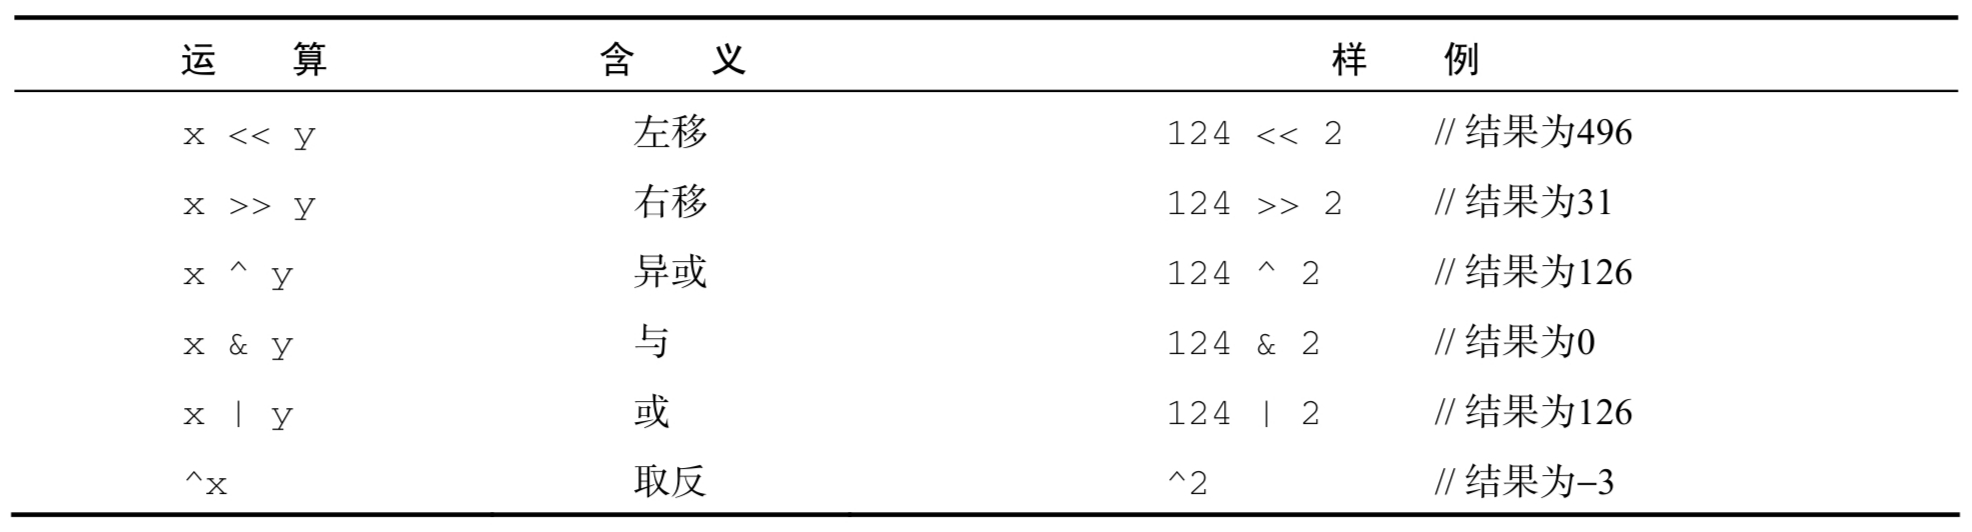 运 算 含 义 样 例
x << y 左移 124 << 2 // 结果为496
x >> y 右移 124 >> 2 // 结果为31
x ^ y 异或 124 ^ 2 // 结果为126
x & y 与 124 & 2 // 结果为0
x | y 或 124 | 2 // 结果为126
^x 取反 ^2 // 结果为−3